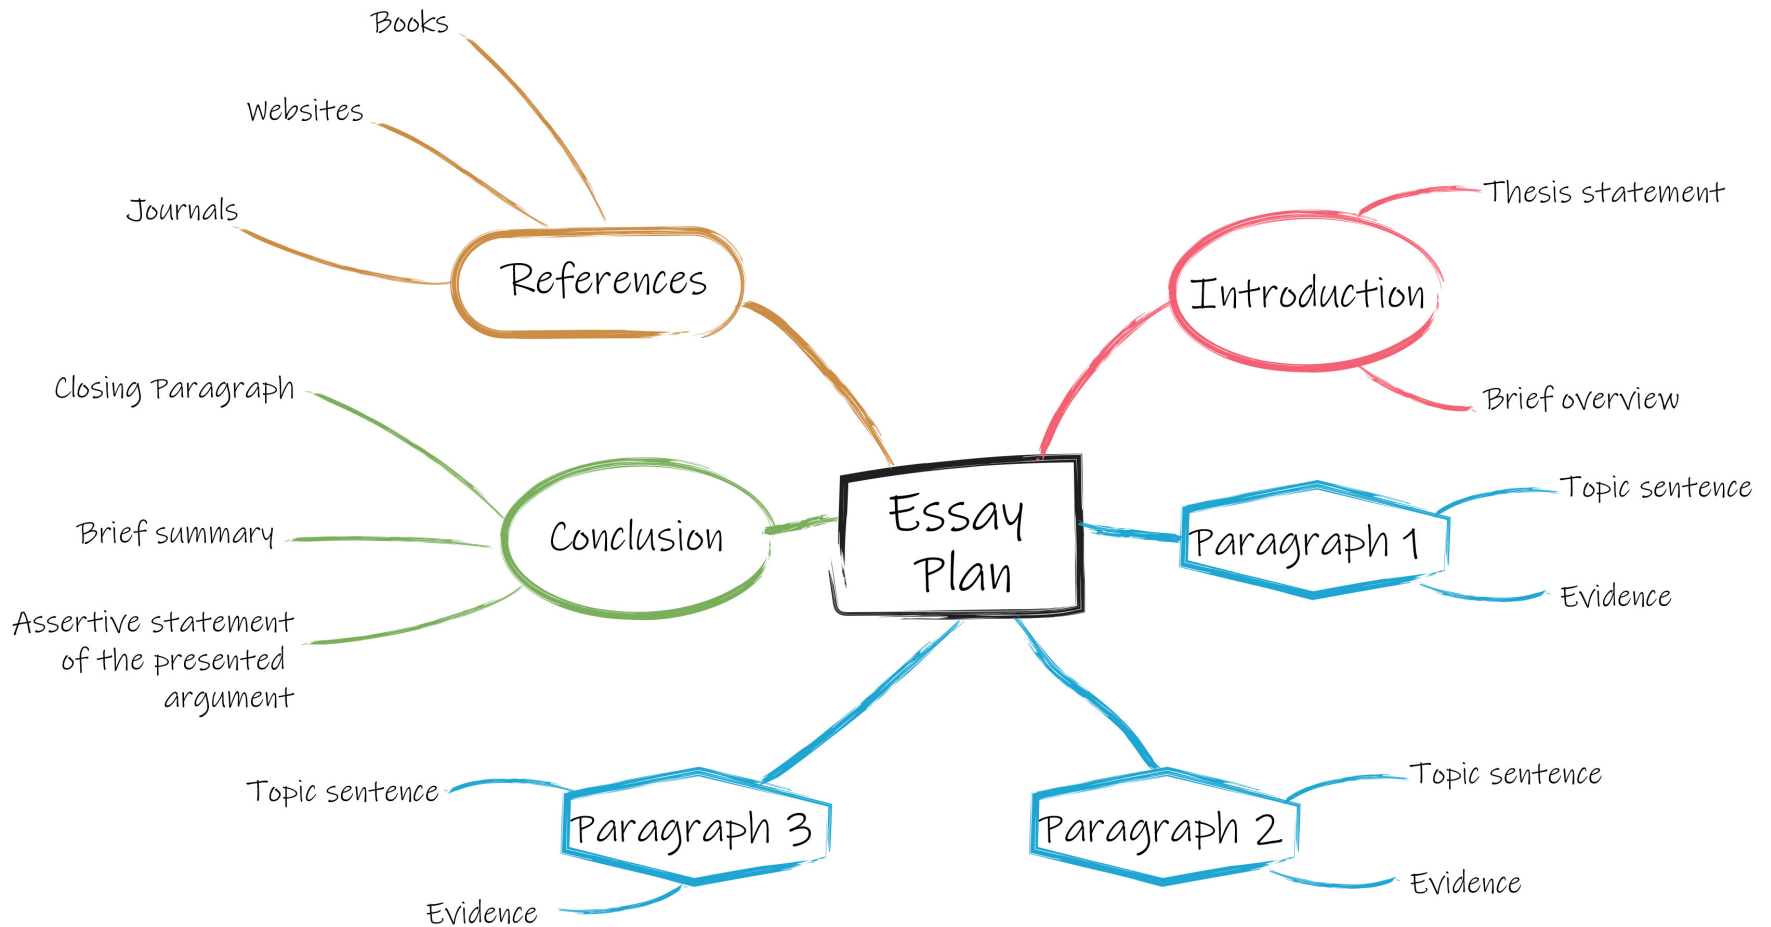 Books
Websites
Journals
References
Thesis statement
Introduction
Brief overview
Closing Paragraph
Brief summary
Assertive statement
of the presented
argument
Conclusion
Essay
Plan
Topic sentence
Paragraph 1
Evidence
Topic sentence
Paragraph 3
Evidence
Topic sentence
Paragraph 2
Evidence